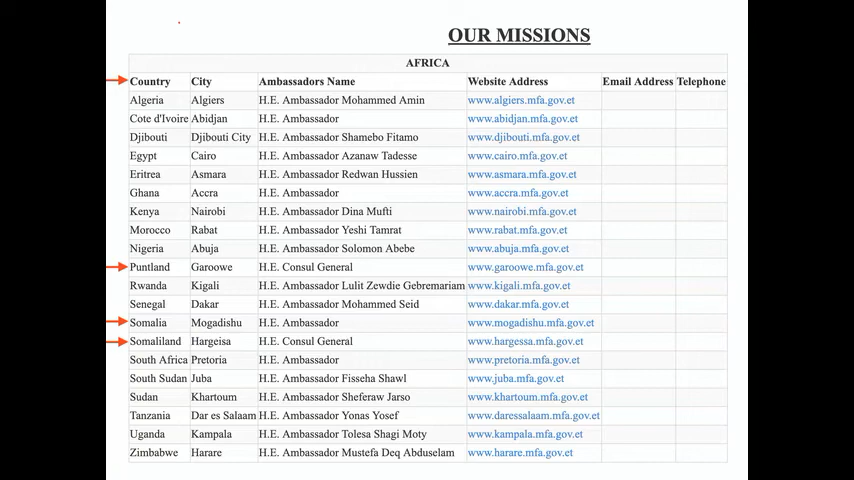 OUR MISSIONS
AFRICA
Country City Ambassadors Name Website Address Email Address Telephone
Algeria Algiers H.E. Ambassador Mohammed Amin www.algiers.mfa.gov.et
Cote d'Ivoire Abidjan H.E. Ambassador www.abidjan.mfa.gov.et
Djibouti Djibouti City H.E. Ambassador Shamebo Fitamo www.djibouti.mfa.gov.et
Egypt Cairo H.E. Ambassador Azanaw Tadesse www.cairo.mfa.gov.et
Eritrea Asmara H.E. Ambassador Redwan Hussien www.asmara.mfa.gov.et
Ghana Accra H.E. Ambassador www.accra.mfa.gov.et
Kenya Nairobi H.E. Ambassador Dina Mufti www.nairobi.mfa.gov.et
Morocco Rabat H.E. Ambassador Yeshi Tamrat www.rabat.mfa.gov.et
Nigeria Abuja H.E. Ambassador Solomon Abebe www.abuja.mfa.gov.et
Puntland Garoowe H.E. Consul General www.garoowe.mfa.gov.et
Rwanda Kigali H.E. Ambassador Lulit Zewdie Gebremariam www.kigali.mfa.gov.et
Senegal Dakar H.E. Ambassador Mohammed Seid www.dakar.mfa.gov.et
Somalia Mogadishu H.E. Ambassador www.mogadishu.mfa.gov.et
Somaliland Hargeisa H.E. Consul General www.hargessa.mfa.gov.et
South Africa Pretoria H.E. Ambassador www.pretoria.mfa.gov.et
South Sudan Juba H.E. Ambassador Fisseha Shawl www.juba.mfa.gov.et
Sudan Khartoum H.E. Ambassador Sheferaw Jarso www.khartoum.mfa.gov.et
Tanzania Dar es Salaam H.E. Ambassador Yonas Yosef www.daressalaam.mfa.gov.et
Uganda Kampala H.E. Ambassador Tolesa Shagi Moty www.kampala.mfa.gov.et
Zimbabwe Harare H.E. Ambassador Mustefa Deq Abduselam www.harare.mfa.gov.et